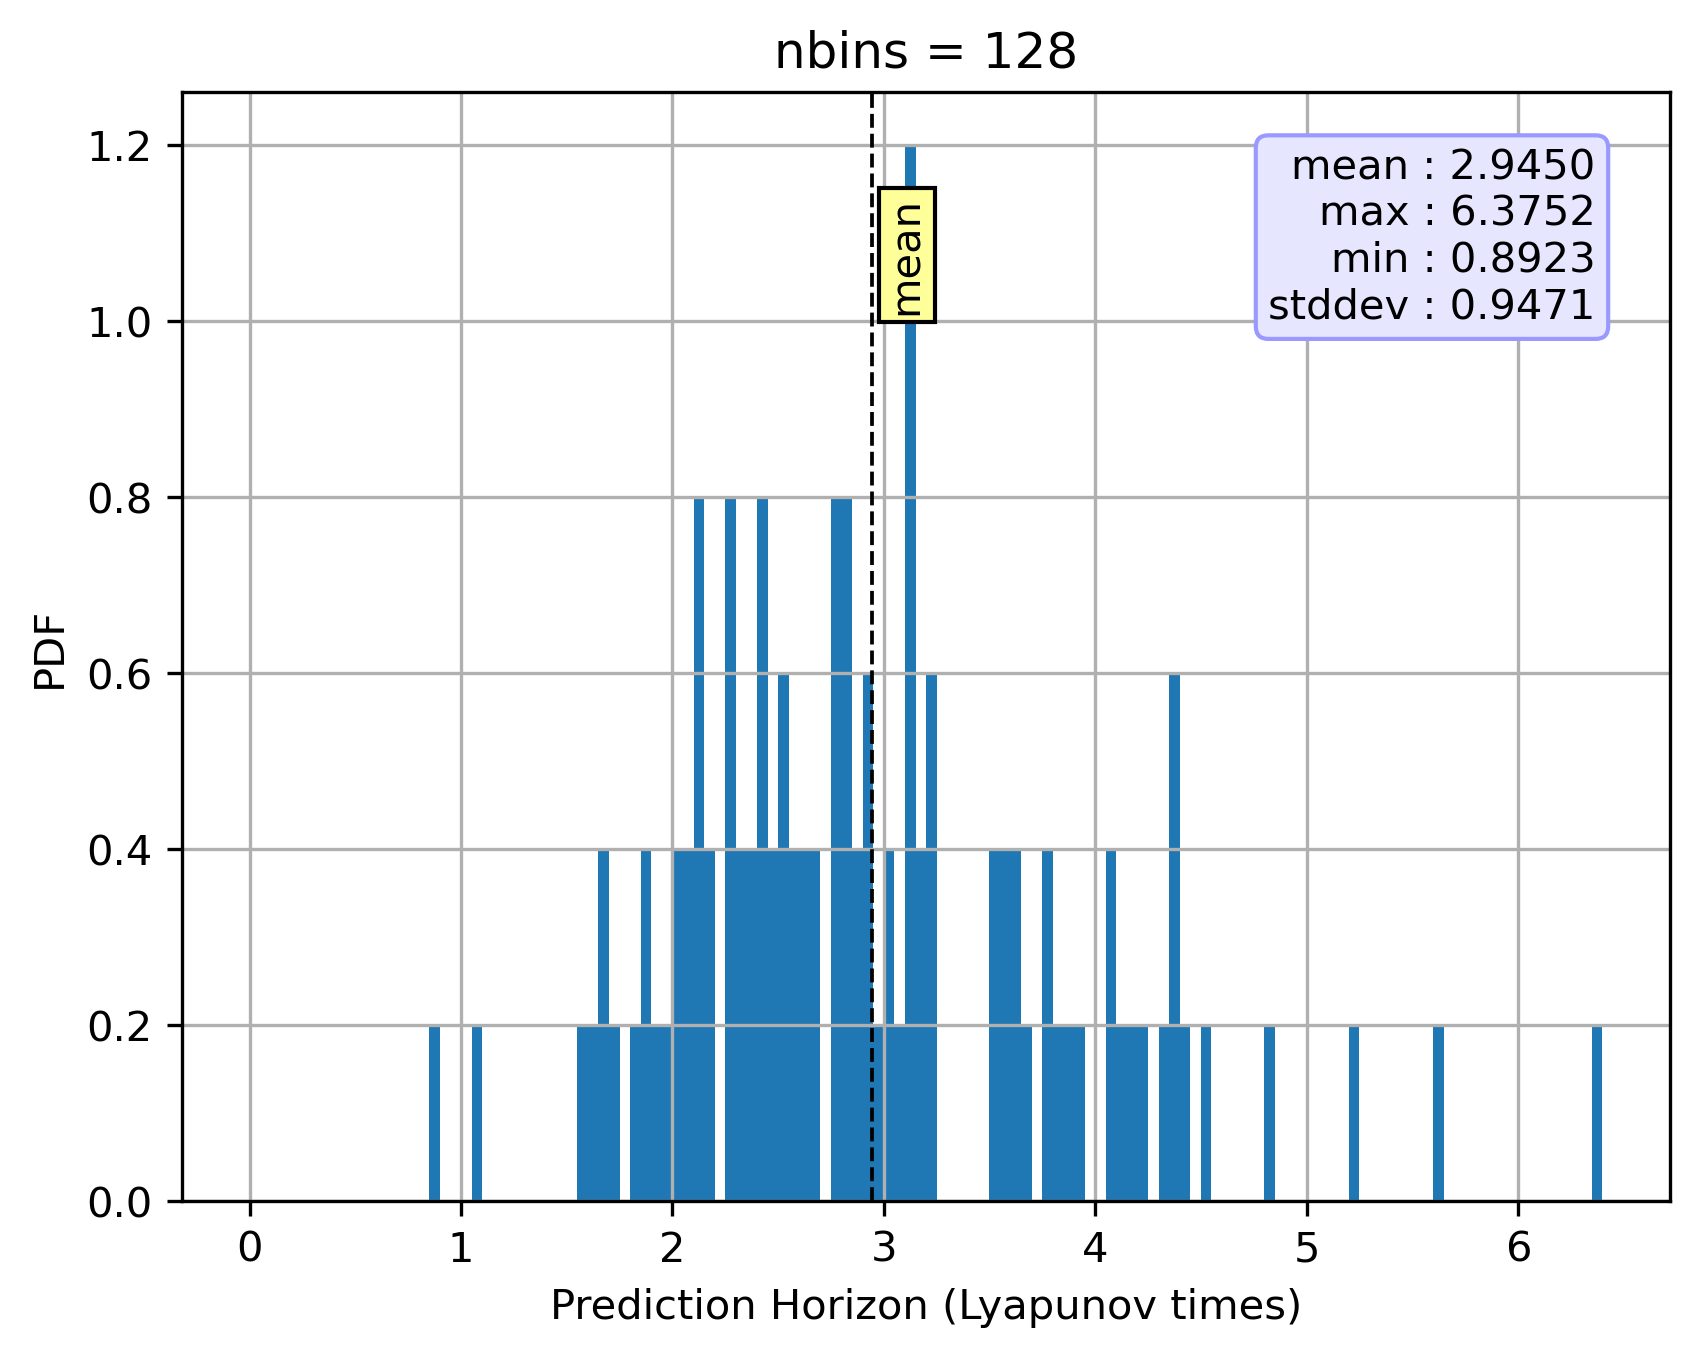 nbins = 128
1.2
1.0
0.8
0.6
0.4
0.2
0.0
PDF
mean
mean : 2.9450
max : 6.3752
min : 0.8923
stddev : 0.9471
0 1 2 3 4 5 6
Prediction Horizon (Lyapunov times)